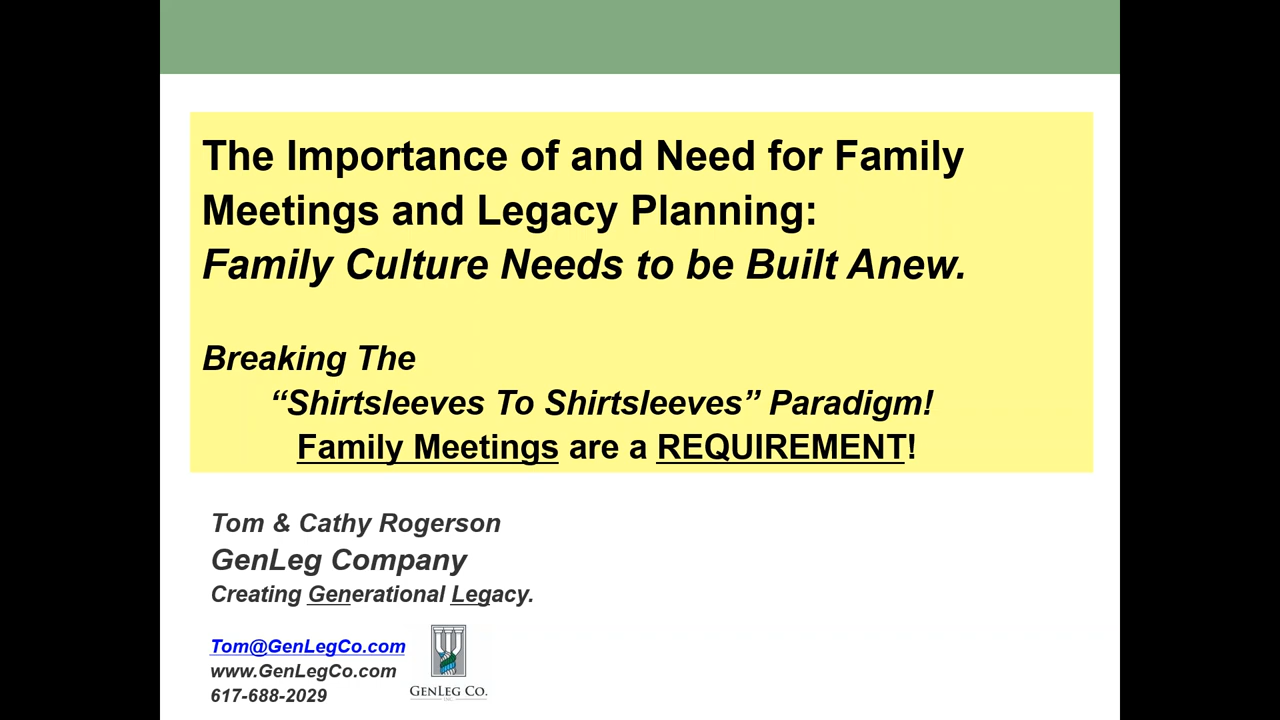 The Importance of and Need for Family
Meetings and Legacy Planning:
Family Culture Needs to be Built Anew.
Breaking The
“Shirtsleeves To Shirtsleeves” Paradigm!
Family Meetings are a REQUIREMENT!
Tom & Cathy Rogerson
GenLeg Company
Creating Generational Legacy.
Tom@GenLegCo.com
www.GenLegCo.com
617-688-2029
GENLEG CO.